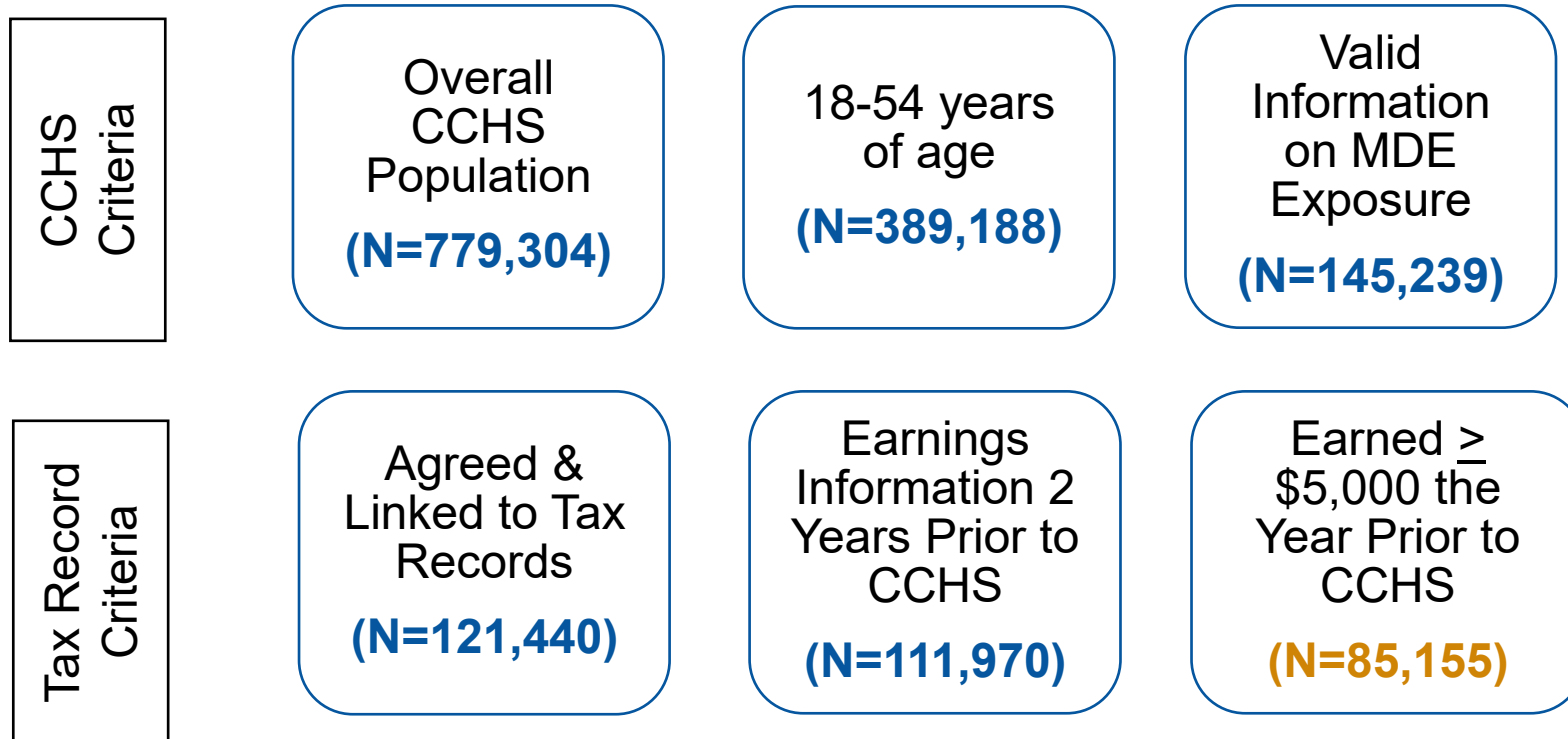 CCHS
Criteria
Overall
CCHS
Population
(N=779,304)
18-54 years
of age
(N=389,188)
Valid
Information
on MDE
Exposure
(N=145,239)
Tax Record
Criteria
Agreed &
Linked to Tax
Records
(N=121,440)
Earnings
Information 2
Years Prior to
CCHS
(N=111,970)
Earned >
$5,000 the
Year Prior to
CCHS
(N=85,155)